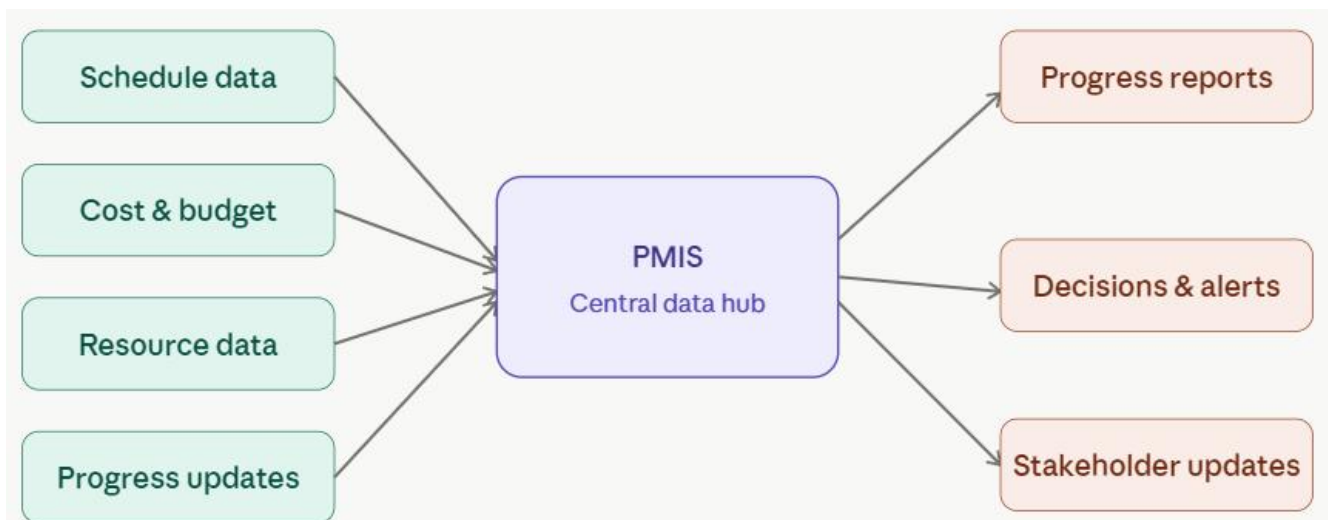 Schedule data
Cost & budget
Resource data
Progress updates
PMIS
Central data hub
Progress reports
Decisions & alerts
Stakeholder updates